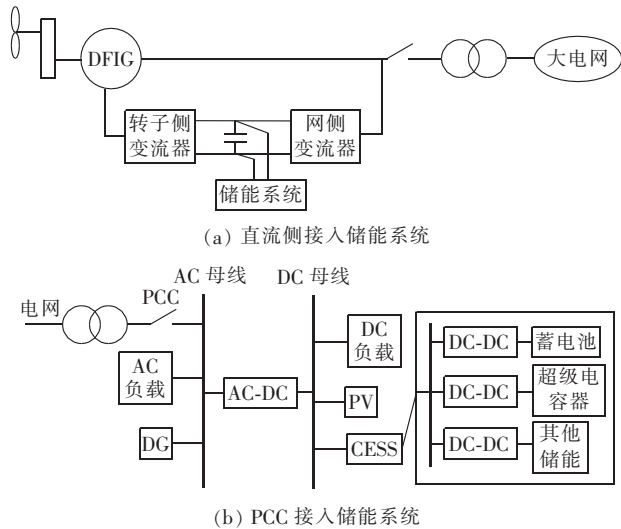 DFIG
大电网
转子侧
变流器
网侧
变流器
储能系统
(a) 直流侧接入储能系统
AC 母线
DC 母线
电网
PCC
AC
负载
DG
AC-DC
DC
负载
PV
CESS
DC-DC
蓄电池
DC-DC
超级电
容器
DC-DC
其他
储能
(b) PCC 接入储能系统